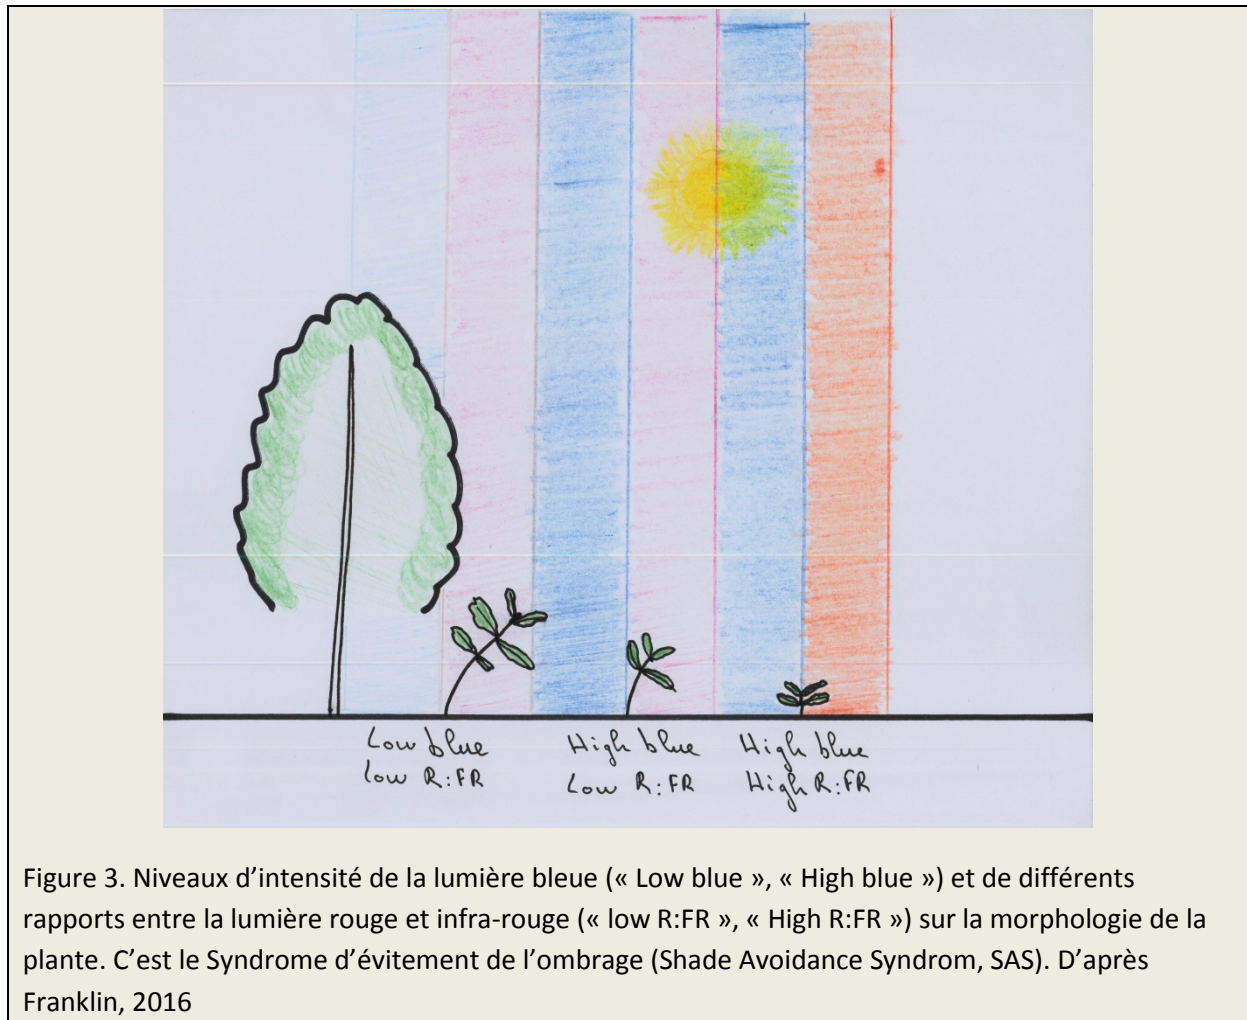 Low blue High blue High blue
Low R:FR Low R:FR High R:FR
Figure 3. Niveaux d’intensité de la lumière bleue (« Low blue », « High blue ») et de différents
rapports entre la lumière rouge et infra-rouge (« low R:FR », « High R:FR ») sur la morphologie de la
plante. C’est le Syndrome d’évitement de l’ombrage (Shade Avoidance Syndrom, SAS). D’après
Franklin, 2016